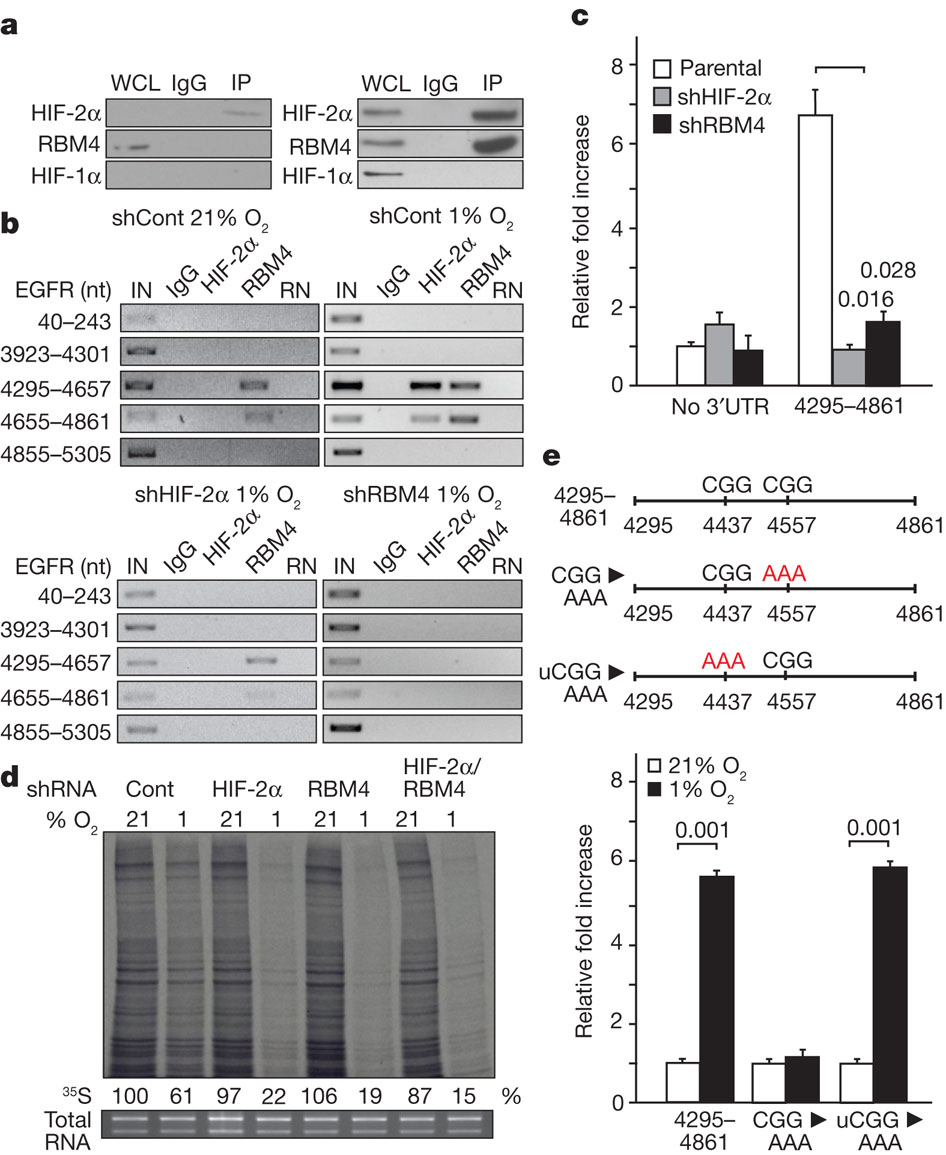 a
WCL IgG IP
HIF-2α
RBM4
HIF-1α
WCL IgG IP
HIF-2α
RBM4
HIF-1α
b
shCont 21% O2
EGFR (nt) IN IgG HIF-2α RBM4 RN
shCont 1% O2
IN IgG HIF-2α RBM4 RN
40–243
3923–4301
4295–4657
4655–4861
4855–5305
shHIF-2α 1% O2
EGFR (nt) IN IgG HIF-2α RBM4 RN
shRBM4 1% O2
IN IgG HIF-2α RBM4 RN
40–243
3923–4301
4295–4657
4655–4861
4855–5305
c
Relative fold increase
8
6
4
2
0
Parental
shHIF-2α
shRBM4
0.028
0.016
No 3′UTR 4295–4861
d
shRNA Cont HIF-2α RBM4 HIF-2α/
RBM4
% O2 21 1 21 1 21 1 21 1
35S 100 61 97 22 106 19 87 15 %
Total
RNA
e
4295–
4861
CGG CGG
4295 4437 4557 4861
CGG ►
AAA
CGG AAA
4295 4437 4557 4861
uCGG ►
AAA
AAA CGG
4295 4437 4557 4861
Relative fold increase
8
6
4
2
0
21% O2
1% O2
0.001
0.001
4295–
4861
CGG ►
AAA
uCGG ►
AAA